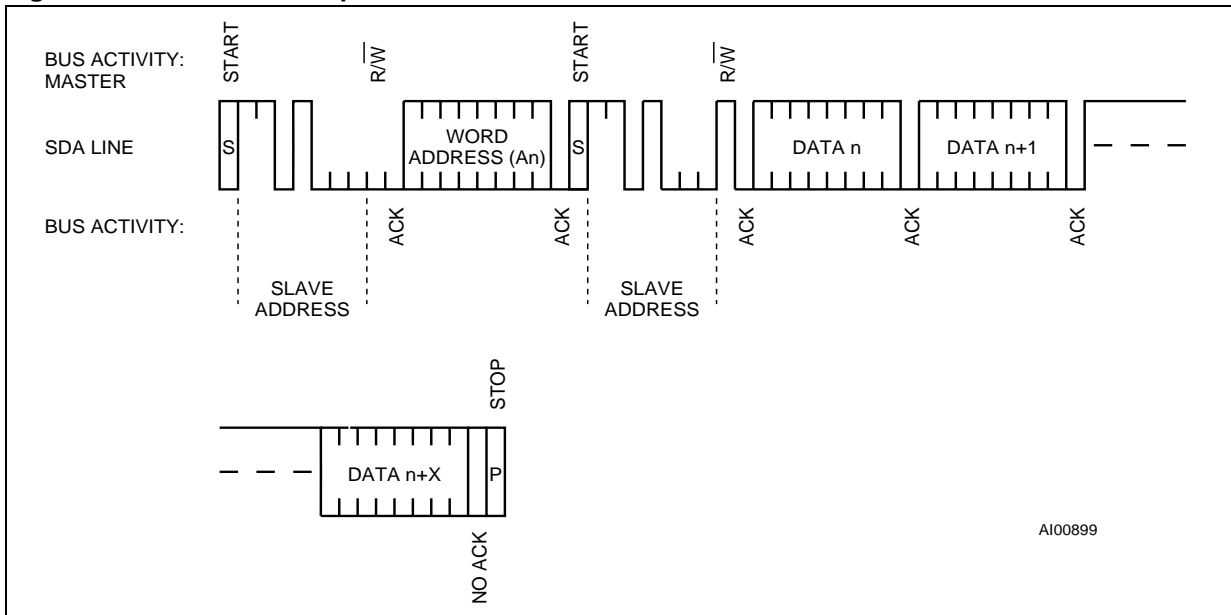 START
R/W
START
R/W
BUS ACTIVITY:
MASTER
SDA LINE
S
WORD
ADDRESS (An)
S
DATA n
DATA n+1
BUS ACTIVITY:
ACK
ACK
ACK
ACK
ACK
SLAVE
ADDRESS
SLAVE
ADDRESS
STOP
DATA n+X
P
NO ACK
AI00899